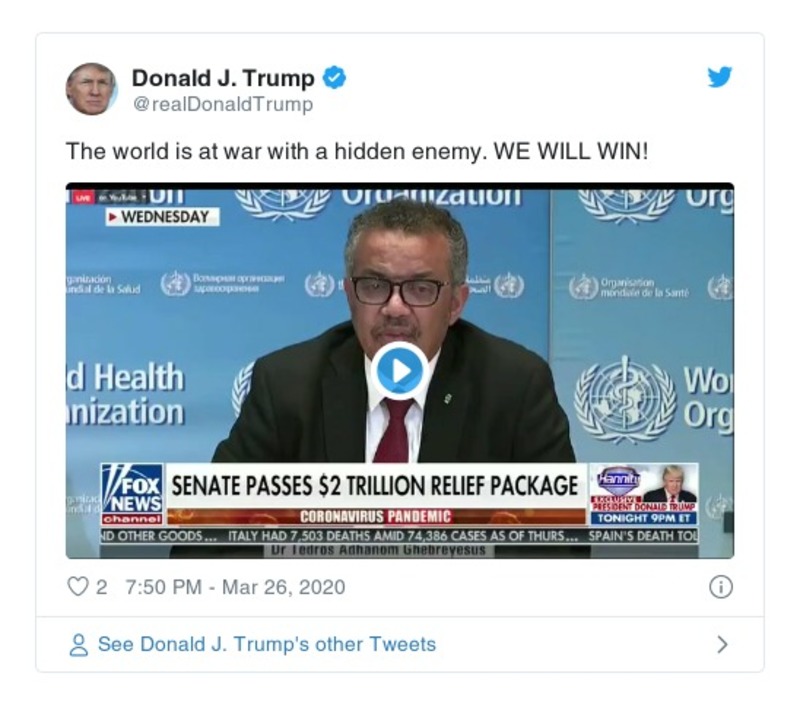 Donald J. Trump
@realDonaldTrump
The world is at war with a hidden enemy. WE WILL WIN!
LIVE on YouTube
Organization
Org
WEDNESDAY
Organisation
mondiale de la Santé
undial de la Salud
Всемирная организация
здравоохранения
d Health
nization
Wor
Org
FOX
NEWS
channel
SENATE PASSES $2 TRILLION RELIEF PACKAGE
CORONAVIRUS PANDEMIC
Hannity
EXCLUSIVE
PRESIDENT DONALD TRUMP
TONIGHT 9PM ET
ND OTHER GOODS... ITALY HAD 7,503 DEATHS AMID 74,386 CASES AS OF THURS... SPAIN'S DEATH TOL
Dr Tedros Adhanom Ghebreyesus
2 7:50 PM - Mar 26, 2020
See Donald J. Trump's other Tweets